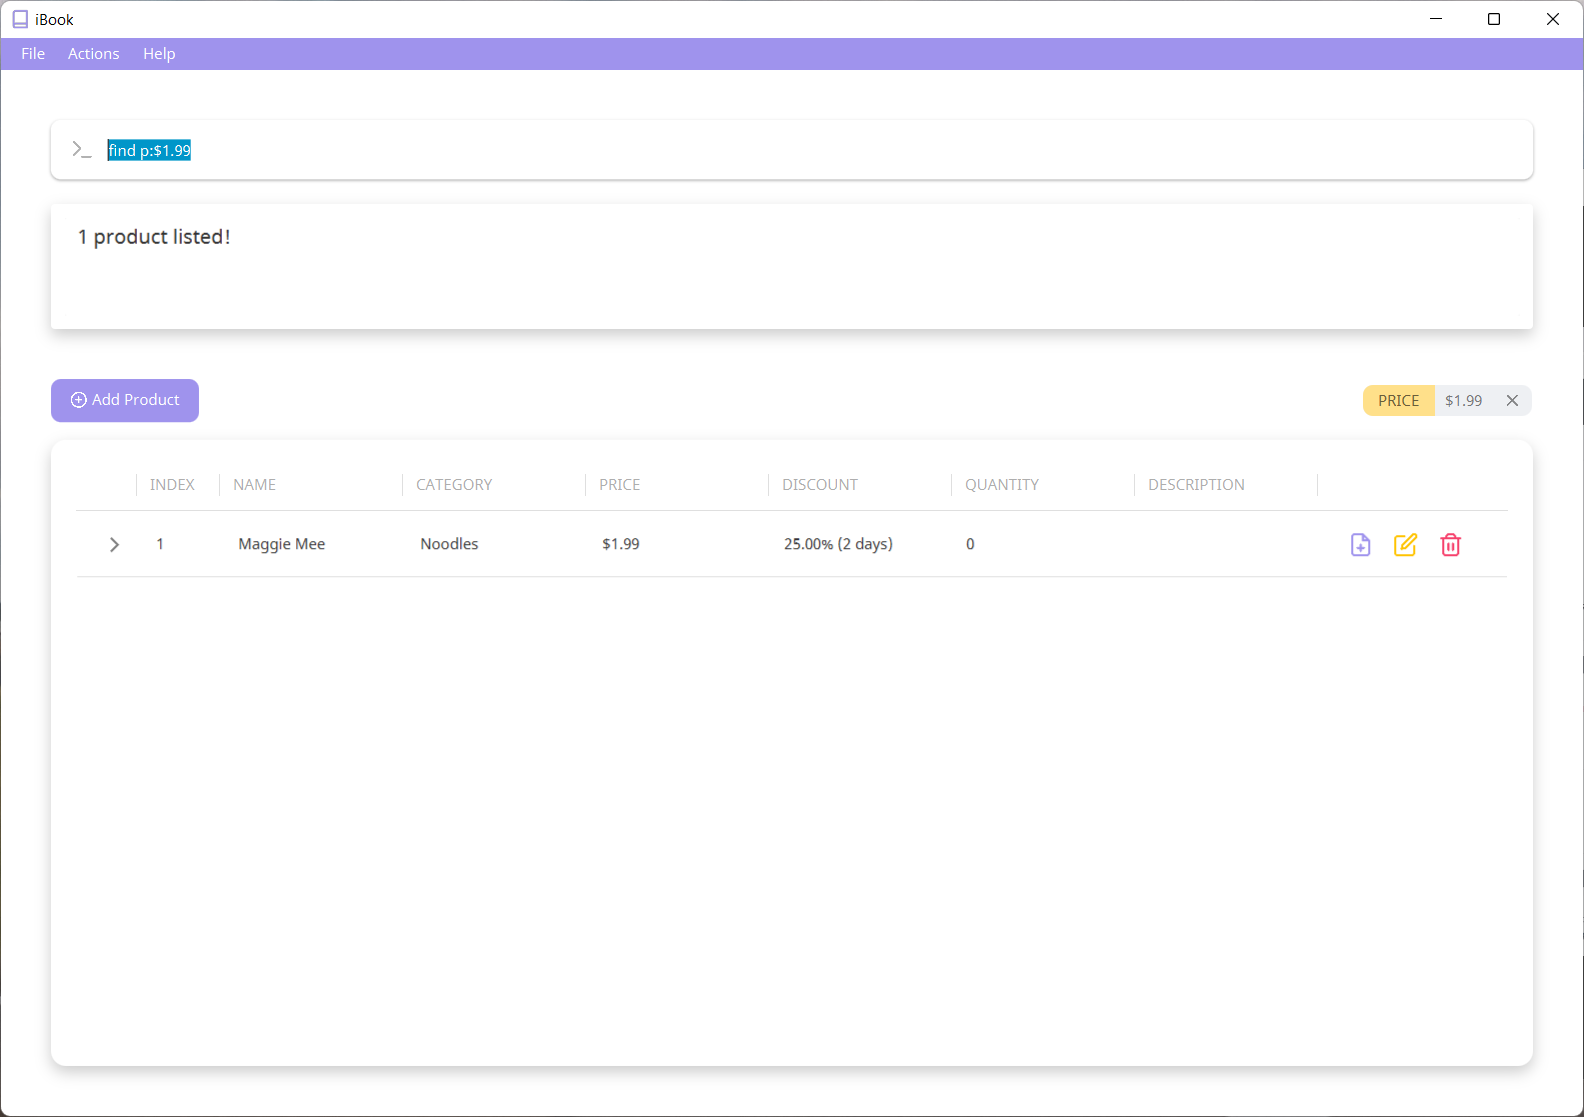 iBook
File Actions Help
find p:$1.99
1 product listed!
Add Product PRICE $1.99
INDEX NAME CATEGORY PRICE DISCOUNT QUANTITY DESCRIPTION
1 Maggie Mee Noodles $1.99 25.00% (2 days) 0